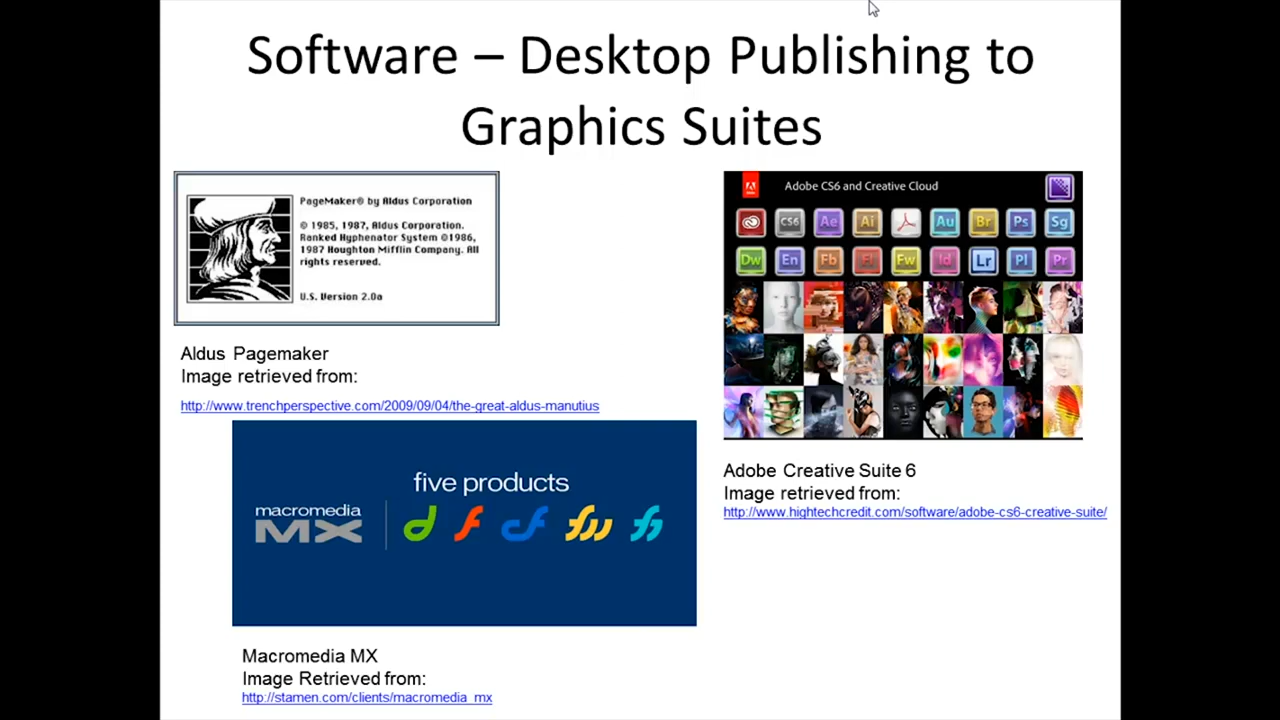 Software – Desktop Publishing to
Graphics Suites
PageMaker® by Aldus Corporation
© 1985, 1987, Aldus Corporation.
Ranked Hyphenator System ©1986,
1987 Houghton Mifflin Company. All
rights reserved.
U.S. Version 2.0a
Aldus Pagemaker
Image retrieved from:
http://www.trenchperspective.com/2009/09/04/the-great-aldus-manutius
five products
macromedia
MX
Macromedia MX
Image Retrieved from:
http://stamen.com/clients/macromedia_mx
Adobe CS6 and Creative Cloud
CS6 Ae Ai Au Br Ps Sg
Dw En Fb Fl Fw Id Lr Pl Pr
Adobe Creative Suite 6
Image retrieved from:
http://www.hightechcredit.com/software/adobe-cs6-creative-suite/